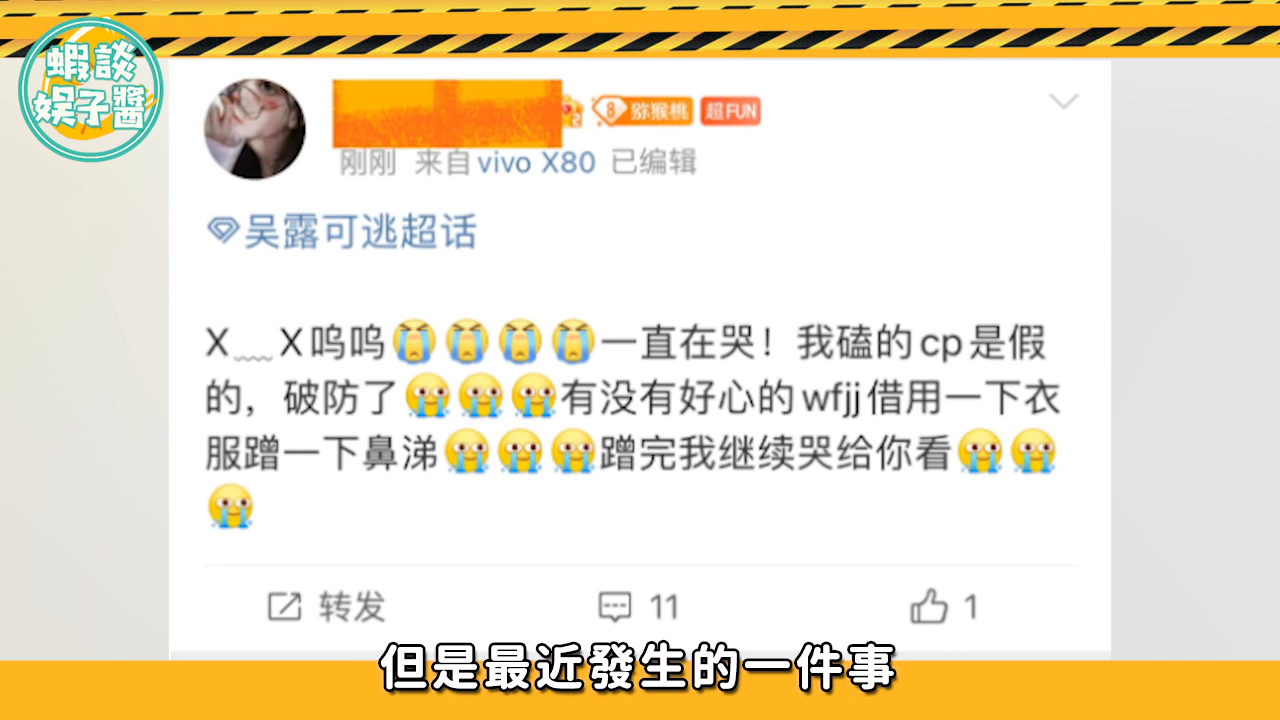 蝦談
娛子醬
8 猕猴桃 超FUN
刚刚 来自 vivo X80 已编辑
吴露可逃超话
X﹏X呜呜😭😭😭😭一直在哭！我磕的cp是假
的，破防了😭😭😭有没有好心的wfjj借用一下衣
服蹭一下鼻涕😭😭😭蹭完我继续哭给你看😭😭
😭
转发 11 1
但是最近發生的一件事